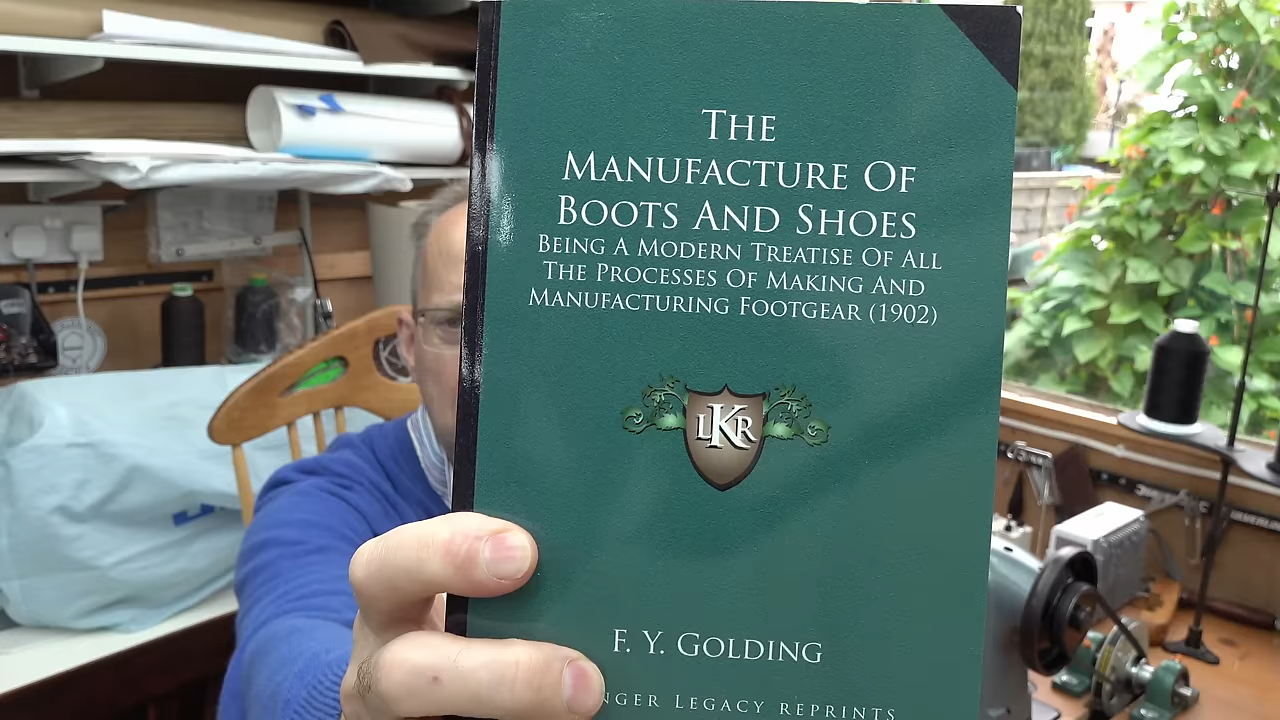 The
Manufacture Of
Boots And Shoes
Being A Modern Treatise Of All
The Processes Of Making And
Manufacturing Footgear (1902)
LKR
F. Y. Golding
Legacy Reprints